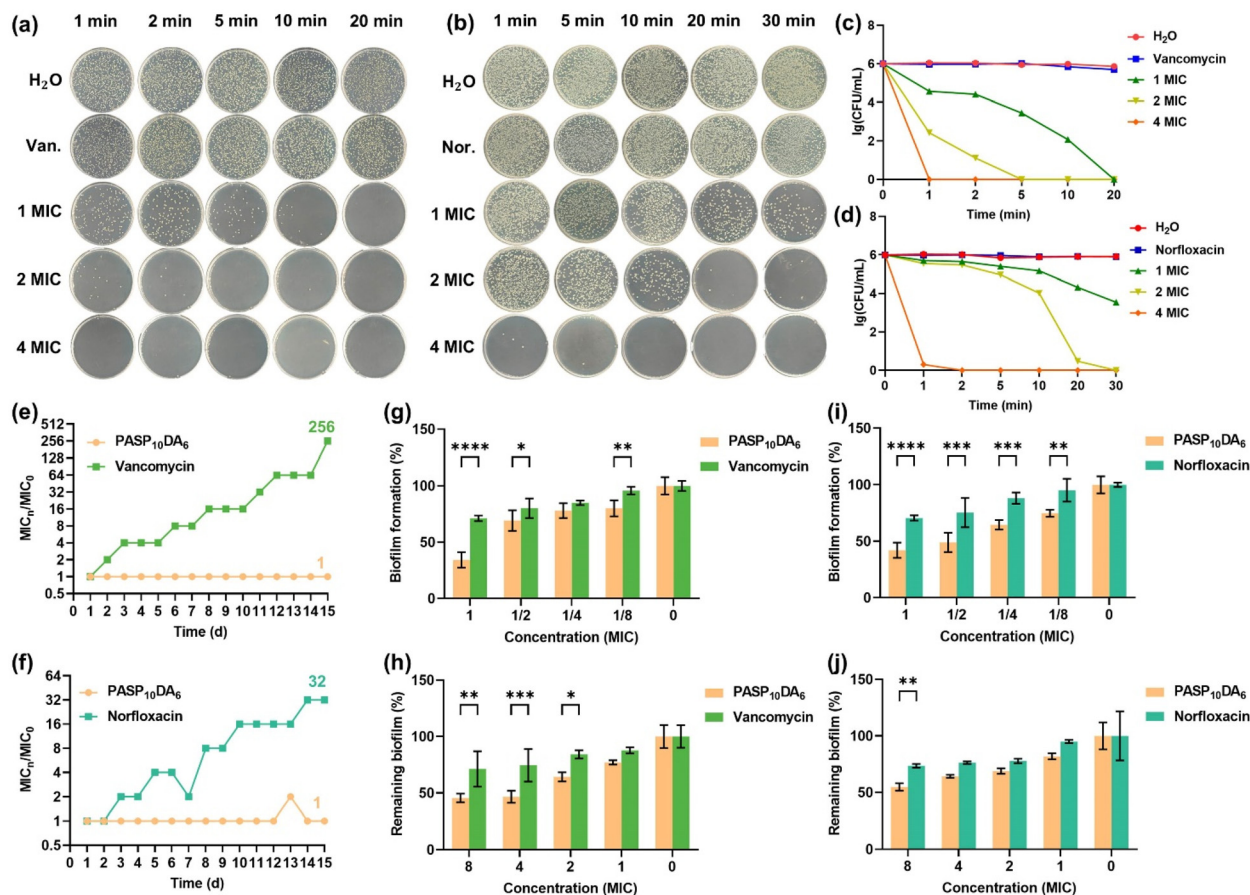 (a)
1 min 2 min 5 min 10 min 20 min
H₂O
Van.
1 MIC
2 MIC
4 MIC
(b)
1 min 5 min 10 min 20 min 30 min
H₂O
Nor.
1 MIC
2 MIC
4 MIC
(c)
lg(CFU/mL)
8
6
4
2
0
0 1 2 5 10 20
Time (min)
H₂O
Vancomycin
1 MIC
2 MIC
4 MIC
(d)
lg(CFU/mL)
8
6
4
2
0
0 1 2 5 10 20 30
Time (min)
H₂O
Norfloxacin
1 MIC
2 MIC
4 MIC
(e)
MICₙ/MIC₀
512
256
128
64
32
16
8
4
2
1
0.5
PASP₁₀DA₆
Vancomycin
256
1
0 1 2 3 4 5 6 7 8 9 10 11 12 13 14 15
Time (d)
(g)
Biofilm formation (%)
150
100
50
0
**** * **
PASP₁₀DA₆
Vancomycin
1 1/2 1/4 1/8 0
Concentration (MIC)
(i)
Biofilm formation (%)
150
100
50
0
**** *** *** **
PASP₁₀DA₆
Norfloxacin
1 1/2 1/4 1/8 0
Concentration (MIC)
(f)
MICₙ/MIC₀
64
32
16
8
4
2
1
0.5
PASP₁₀DA₆
Norfloxacin
32
1
0 1 2 3 4 5 6 7 8 9 10 11 12 13 14 15
Time (d)
(h)
Remaining biofilm (%)
150
100
50
0
** *** *
PASP₁₀DA₆
Vancomycin
8 4 2 1 0
Concentration (MIC)
(j)
Remaining biofilm (%)
150
100
50
0
**
PASP₁₀DA₆
Norfloxacin
8 4 2 1 0
Concentration (MIC)